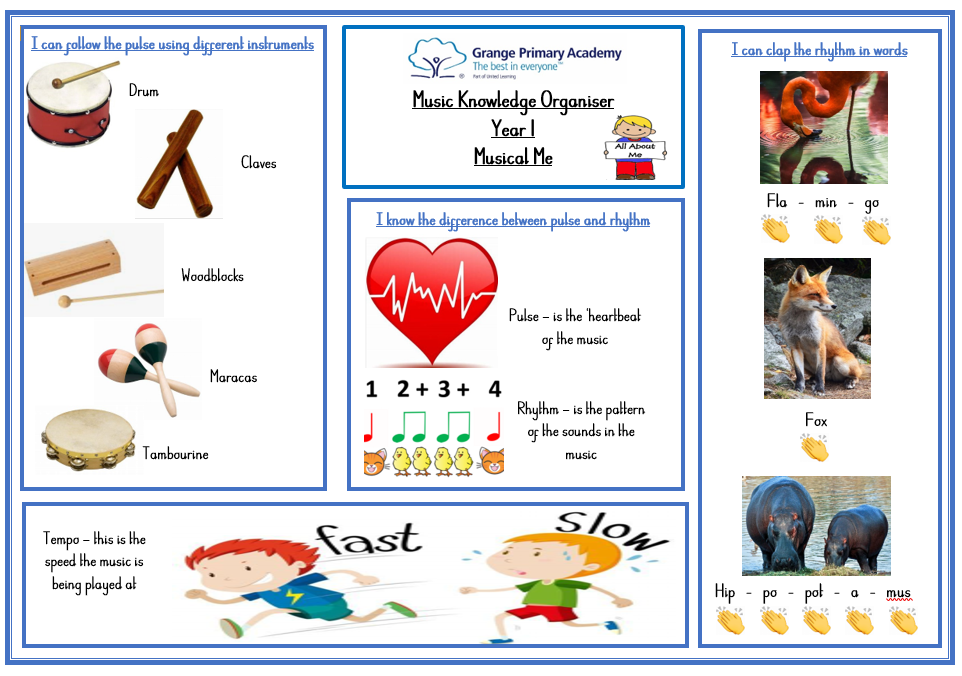 I can follow the pulse using different instruments
Drum
Claves
Woodblocks
Maracas
Tambourine
Grange Primary Academy
The best in everyone™
Part of United Learning
Music Knowledge Organiser
Year 1
Musical Me
All About
Me
I know the difference between pulse and rhythm
Pulse – is the 'heartbeat
of the music
1 2 + 3 + 4
Rhythm – is the pattern
of the sounds in the
music
I can clap the rhythm in words
Fla - min - go
Fox
Hip - po - pot - a - mus
Tempo – this is the
speed the music is
being played at
fast
slow